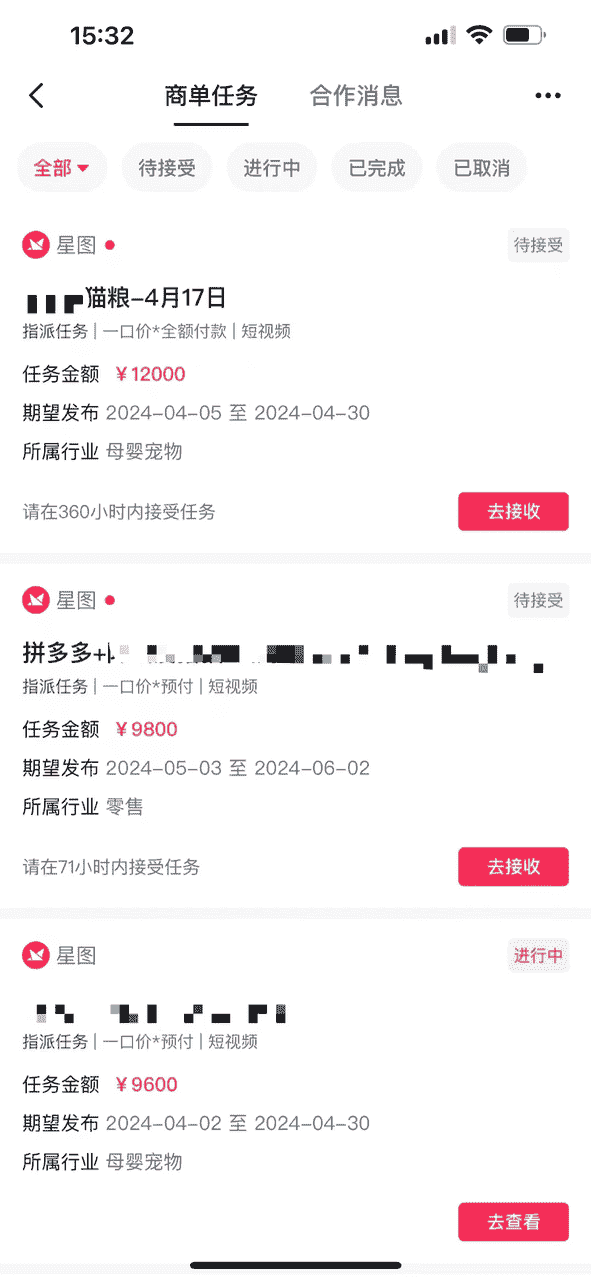 15:32
商单任务 合作消息
全部 待接受 进行中 已完成 已取消
星图 待接受
猫粮-4月17日
指派任务 | 一口价*全额付款 | 短视频
任务金额 ¥12000
期望发布 2024-04-05 至 2024-04-30
所属行业 母婴宠物
请在360小时内接受任务 去接收
星图 待接受
拼多多+
指派任务 | 一口价*预付 | 短视频
任务金额 ¥9800
期望发布 2024-05-03 至 2024-06-02
所属行业 零售
请在71小时内接受任务 去接收
星图 进行中
指派任务 | 一口价*预付 | 短视频
任务金额 ¥9600
期望发布 2024-04-02 至 2024-04-30
所属行业 母婴宠物
去查看